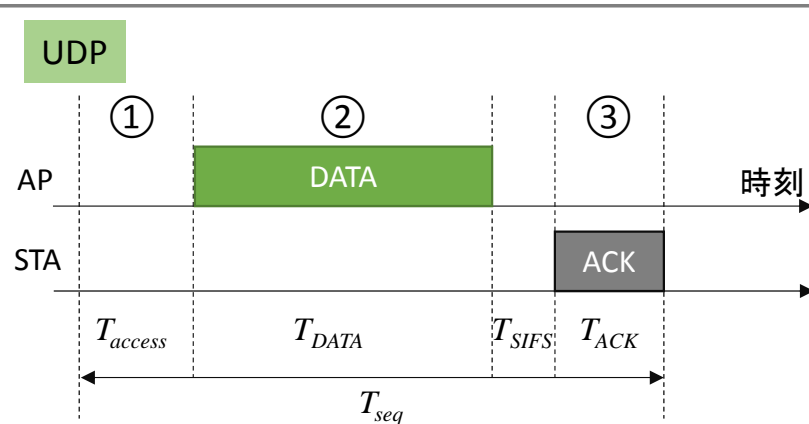 UDP
① ② ③
AP DATA 時刻
STA ACK
T_access T_DATA T_SIFS T_ACK
T_seq